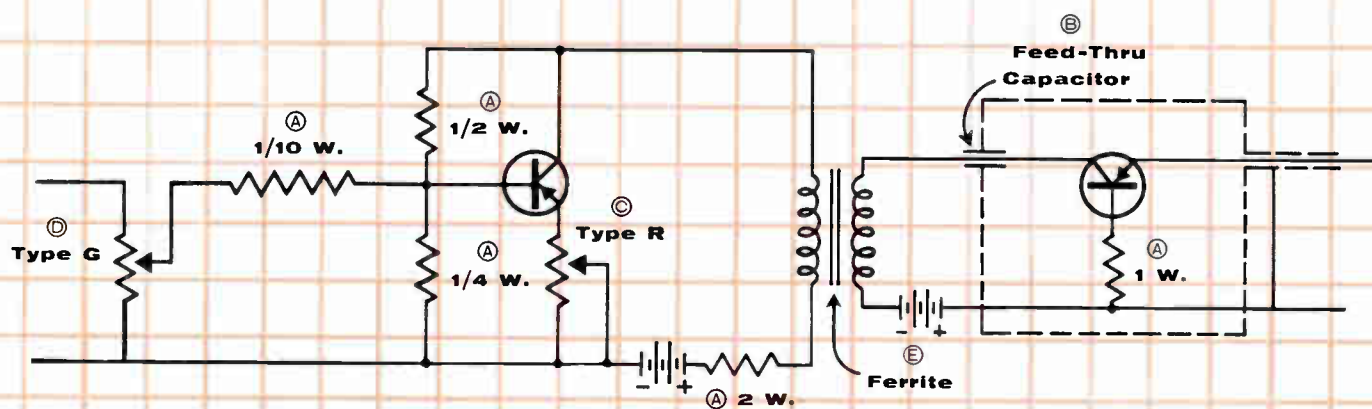 Ⓑ
Feed-Thru
Capacitor
Ⓐ
1/2 W.
Ⓐ
1/10 W.
Ⓒ
Type R
Ⓓ
Type G
Ⓐ
1/4 W.
Ⓐ
1 W.
- +
- +
Ⓔ
Ferrite
Ⓐ 2 W.